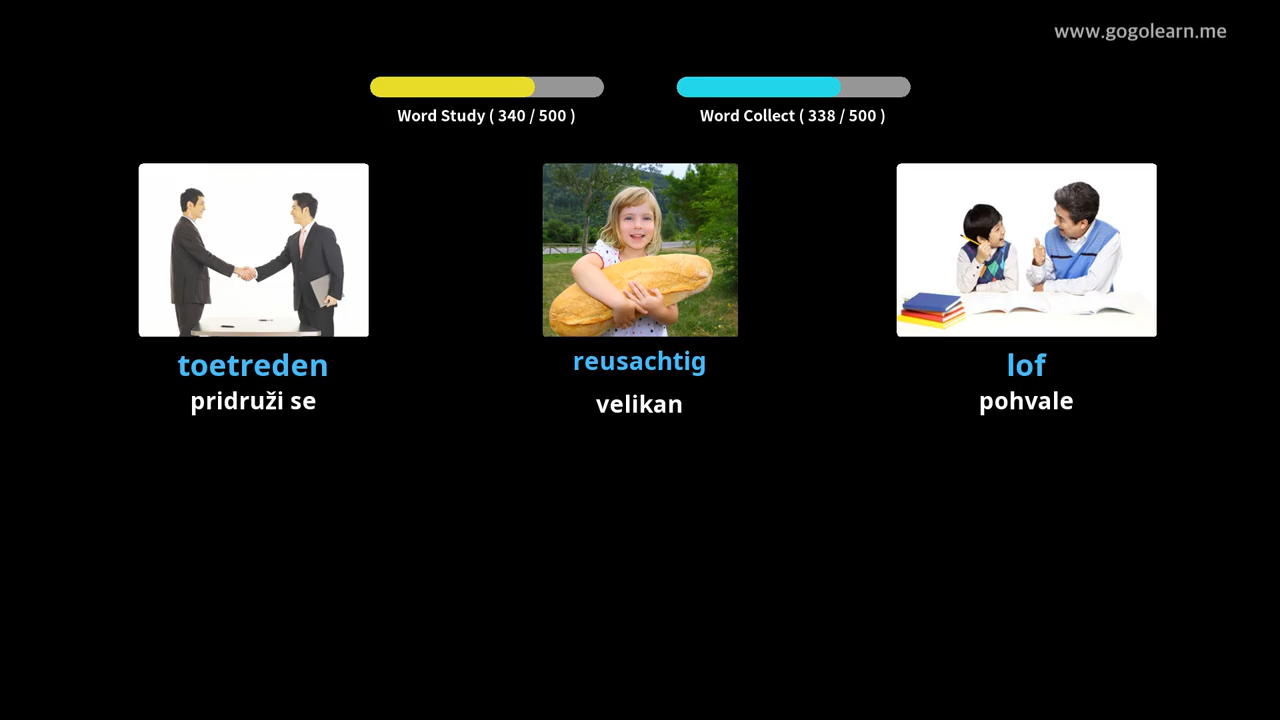 www.gogolearn.me
Word Study ( 340 / 500 )
Word Collect ( 338 / 500 )
toetreden
pridruži se
reusachtig
velikan
lof
pohvale